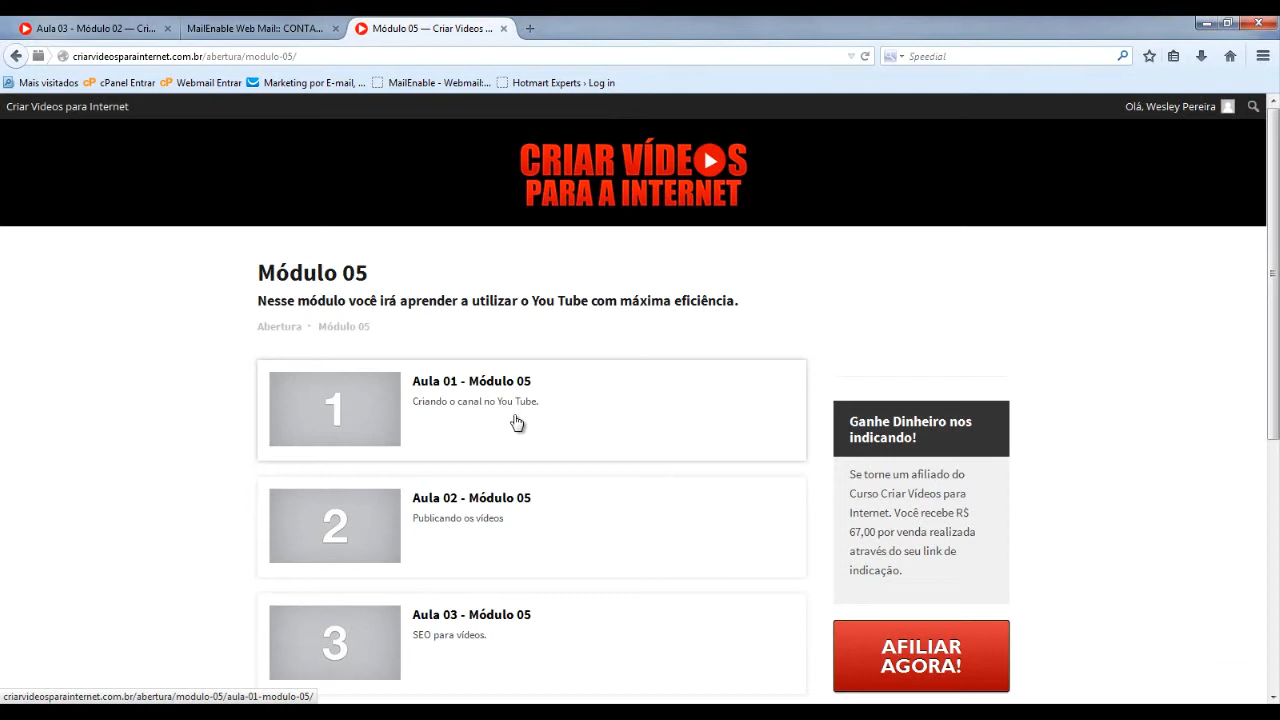 Aula 03 - Módulo 02 — Cri...
MailEnable Web Mail:: CONTA...
Módulo 05 — Criar Vídeos ...
criarvideosparainternet.com.br/abertura/modulo-05/
Speedial
Mais visitados
cPanel Entrar
Webmail Entrar
Marketing por E-mail, ...
MailEnable - Webmail:...
Hotmart Experts › Log in
Criar Vídeos para Internet
Olá, Wesley Pereira
CRIAR VÍDEOS
PARA A INTERNET
Módulo 05
Nesse módulo você irá aprender a utilizar o You Tube com máxima eficiência.
Abertura · Módulo 05
1
Aula 01 - Módulo 05
Criando o canal no You Tube.
2
Aula 02 - Módulo 05
Publicando os vídeos
3
Aula 03 - Módulo 05
SEO para vídeos.
Ganhe Dinheiro nos
indicando!
Se torne um afiliado do
Curso Criar Vídeos para
Internet. Você recebe R$
67,00 por venda realizada
através do seu link de
indicação.
AFILIAR
AGORA!
criarvideosparainternet.com.br/abertura/modulo-05/aula-01-modulo-05/